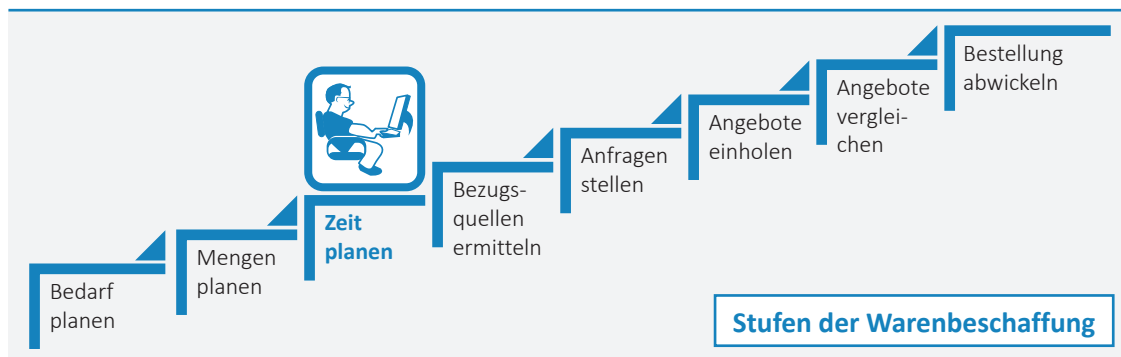 Bedarf
planen
Mengen
planen
Zeit
planen
Bezugs-
quellen
ermitteln
Anfragen
stellen
Angebote
einholen
Angebote
verglei-
chen
Bestellung
abwickeln
Stufen der Warenbeschaffung